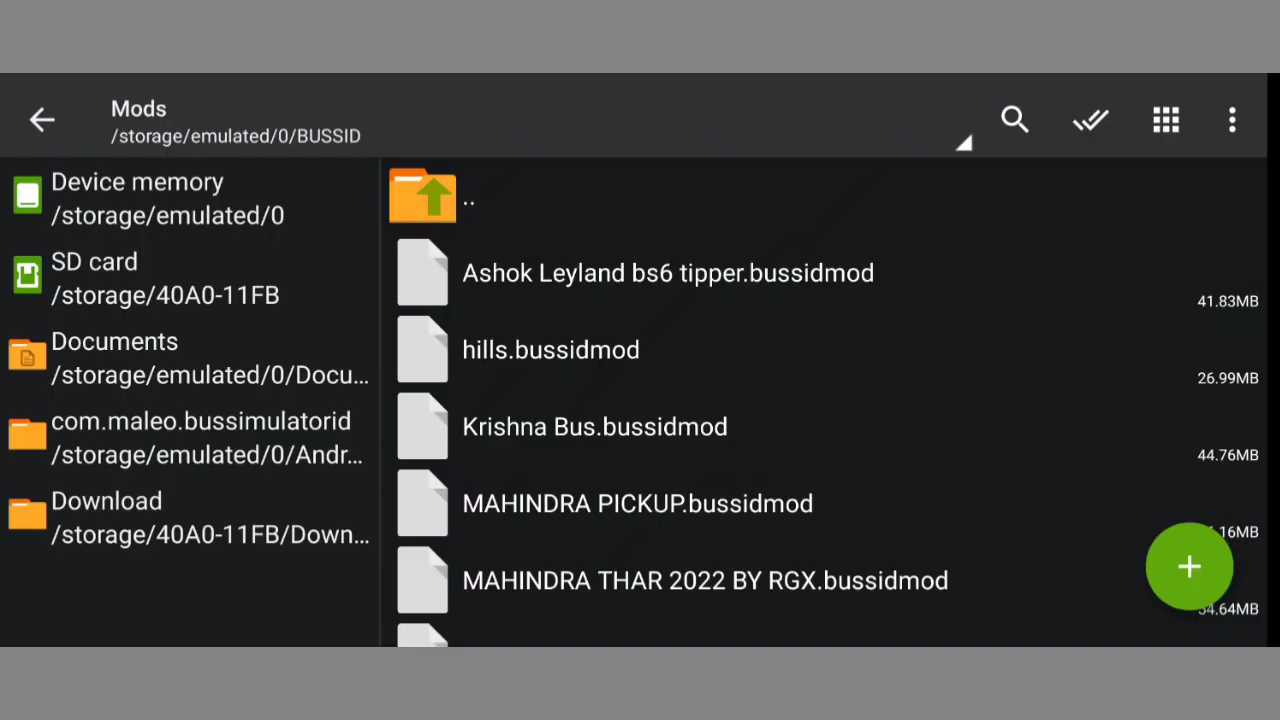 Mods
/storage/emulated/0/BUSSID
Device memory
/storage/emulated/0
SD card
/storage/40A0-11FB
Documents
/storage/emulated/0/Docu...
com.maleo.bussimulatorid
/storage/emulated/0/Andr...
Download
/storage/40A0-11FB/Down...
..
Ashok Leyland bs6 tipper.bussidmod
41.83MB
hills.bussidmod
26.99MB
Krishna Bus.bussidmod
44.76MB
MAHINDRA PICKUP.bussidmod
MAHINDRA THAR 2022 BY RGX.bussidmod